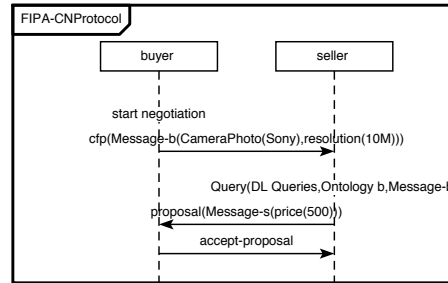 FIPA-CNProtocol
buyer
seller
start negotiation
cfp(Message-b(CameraPhoto(Sony),resolution(10M)))
Query(DL Queries,Ontology b,Message-
proposal(Message-s(price(500)))
accept-proposal